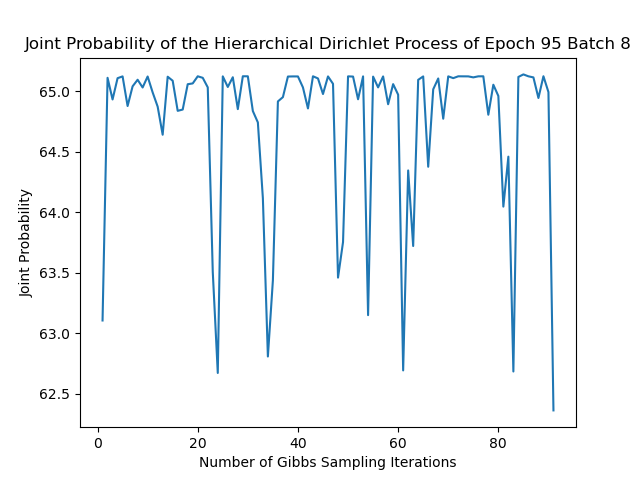 Joint Probability of the Hierarchical Dirichlet Process of Epoch 95 Batch 8
65.0
64.5
64.0
63.5
63.0
62.5
Joint Probability
0 20 40 60 80
Number of Gibbs Sampling Iterations